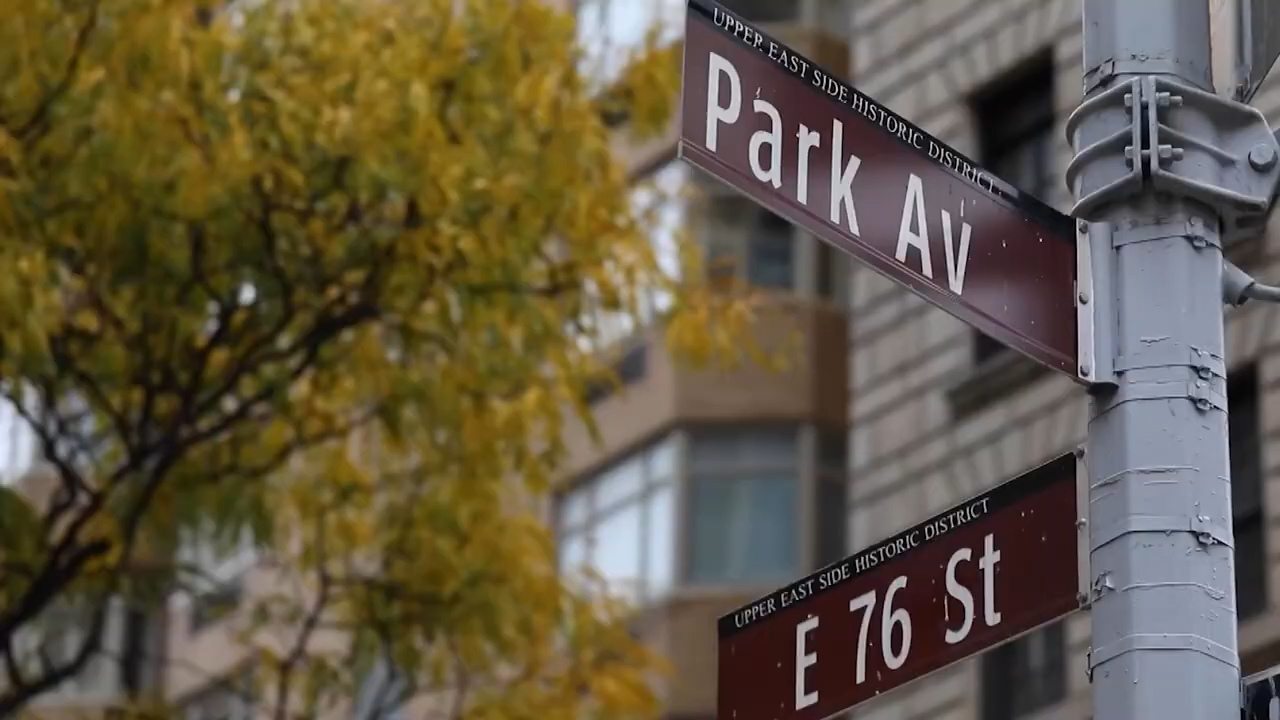 UPPER EAST SIDE HISTORIC DISTRICT
Park Av
UPPER EAST SIDE HISTORIC DISTRICT
E 76 St